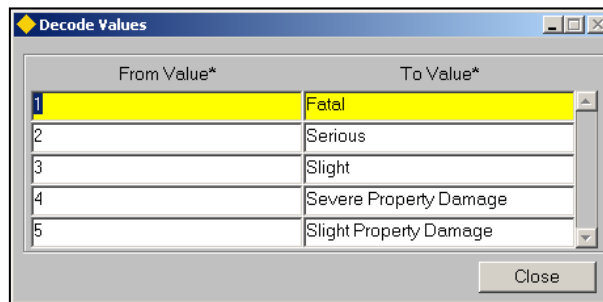 Decode Values
From Value* To Value*
1 Fatal
2 Serious
3 Slight
4 Severe Property Damage
5 Slight Property Damage
Close